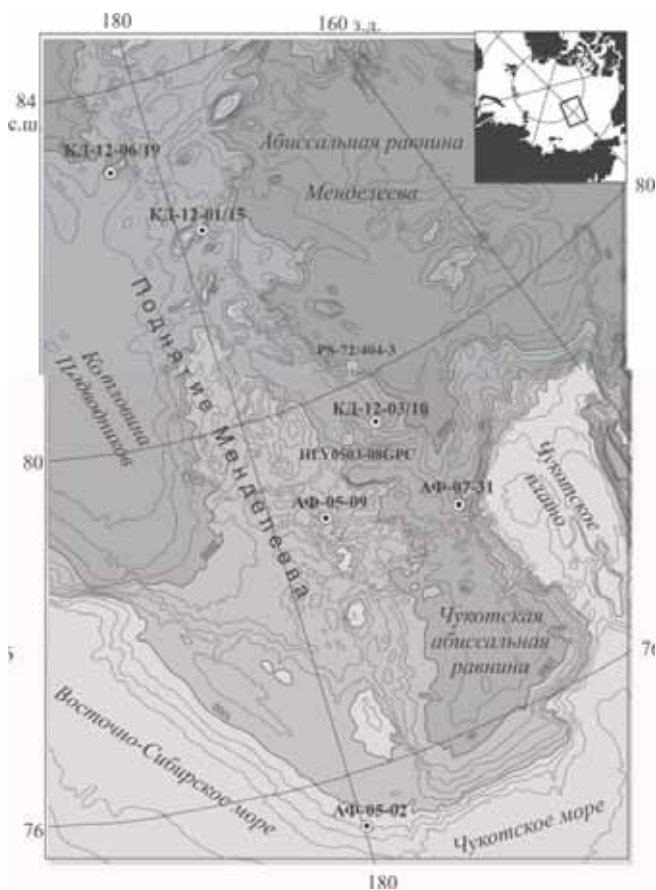 180
160 з.д.
84
с.ш.
КД-12-06/19
Абиссальная равнина
Менделеева
80
КД-12-01/15
Поднятие Менделеева
Котловина
Подводников
PS-72/404-3
КД-12-03/10
80
HLY0503-08GPC
АФ-05-09
АФ-07-31
Чукотское
плато
Чукотская
абиссальная
равнина
76
Восточно-Сибирское море
76
АФ-05-02
Чукотское море
180